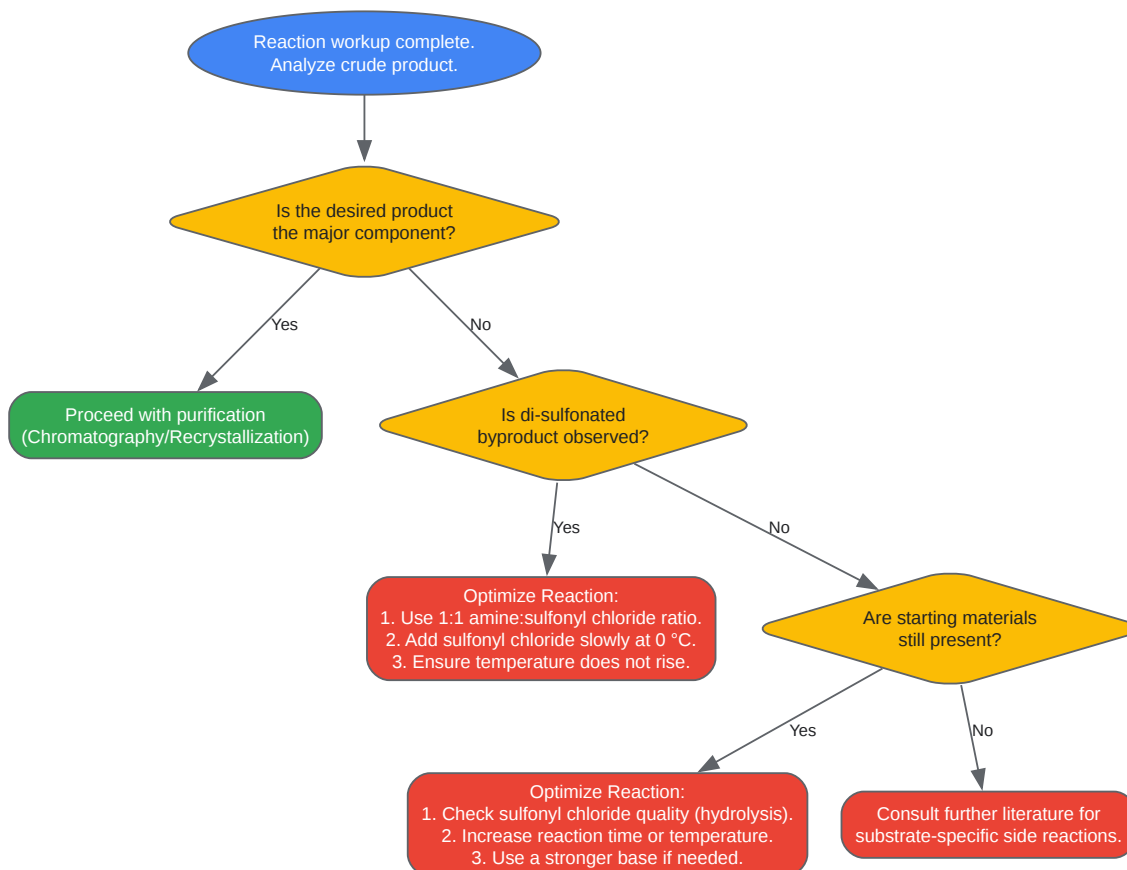 Reaction workup complete.
Analyze crude product.
Is the desired product
the major component?
Yes
No
Proceed with purification
(Chromatography/Recrystallization)
Is di-sulfonated
byproduct observed?
Yes
No
Optimize Reaction:
1. Use 1:1 amine:sulfonyl chloride ratio.
2. Add sulfonyl chloride slowly at 0 °C.
3. Ensure temperature does not rise.
Are starting materials
still present?
Yes
No
Optimize Reaction:
1. Check sulfonyl chloride quality (hydrolysis).
2. Increase reaction time or temperature.
3. Use a stronger base if needed.
Consult further literature for
substrate-specific side reactions.